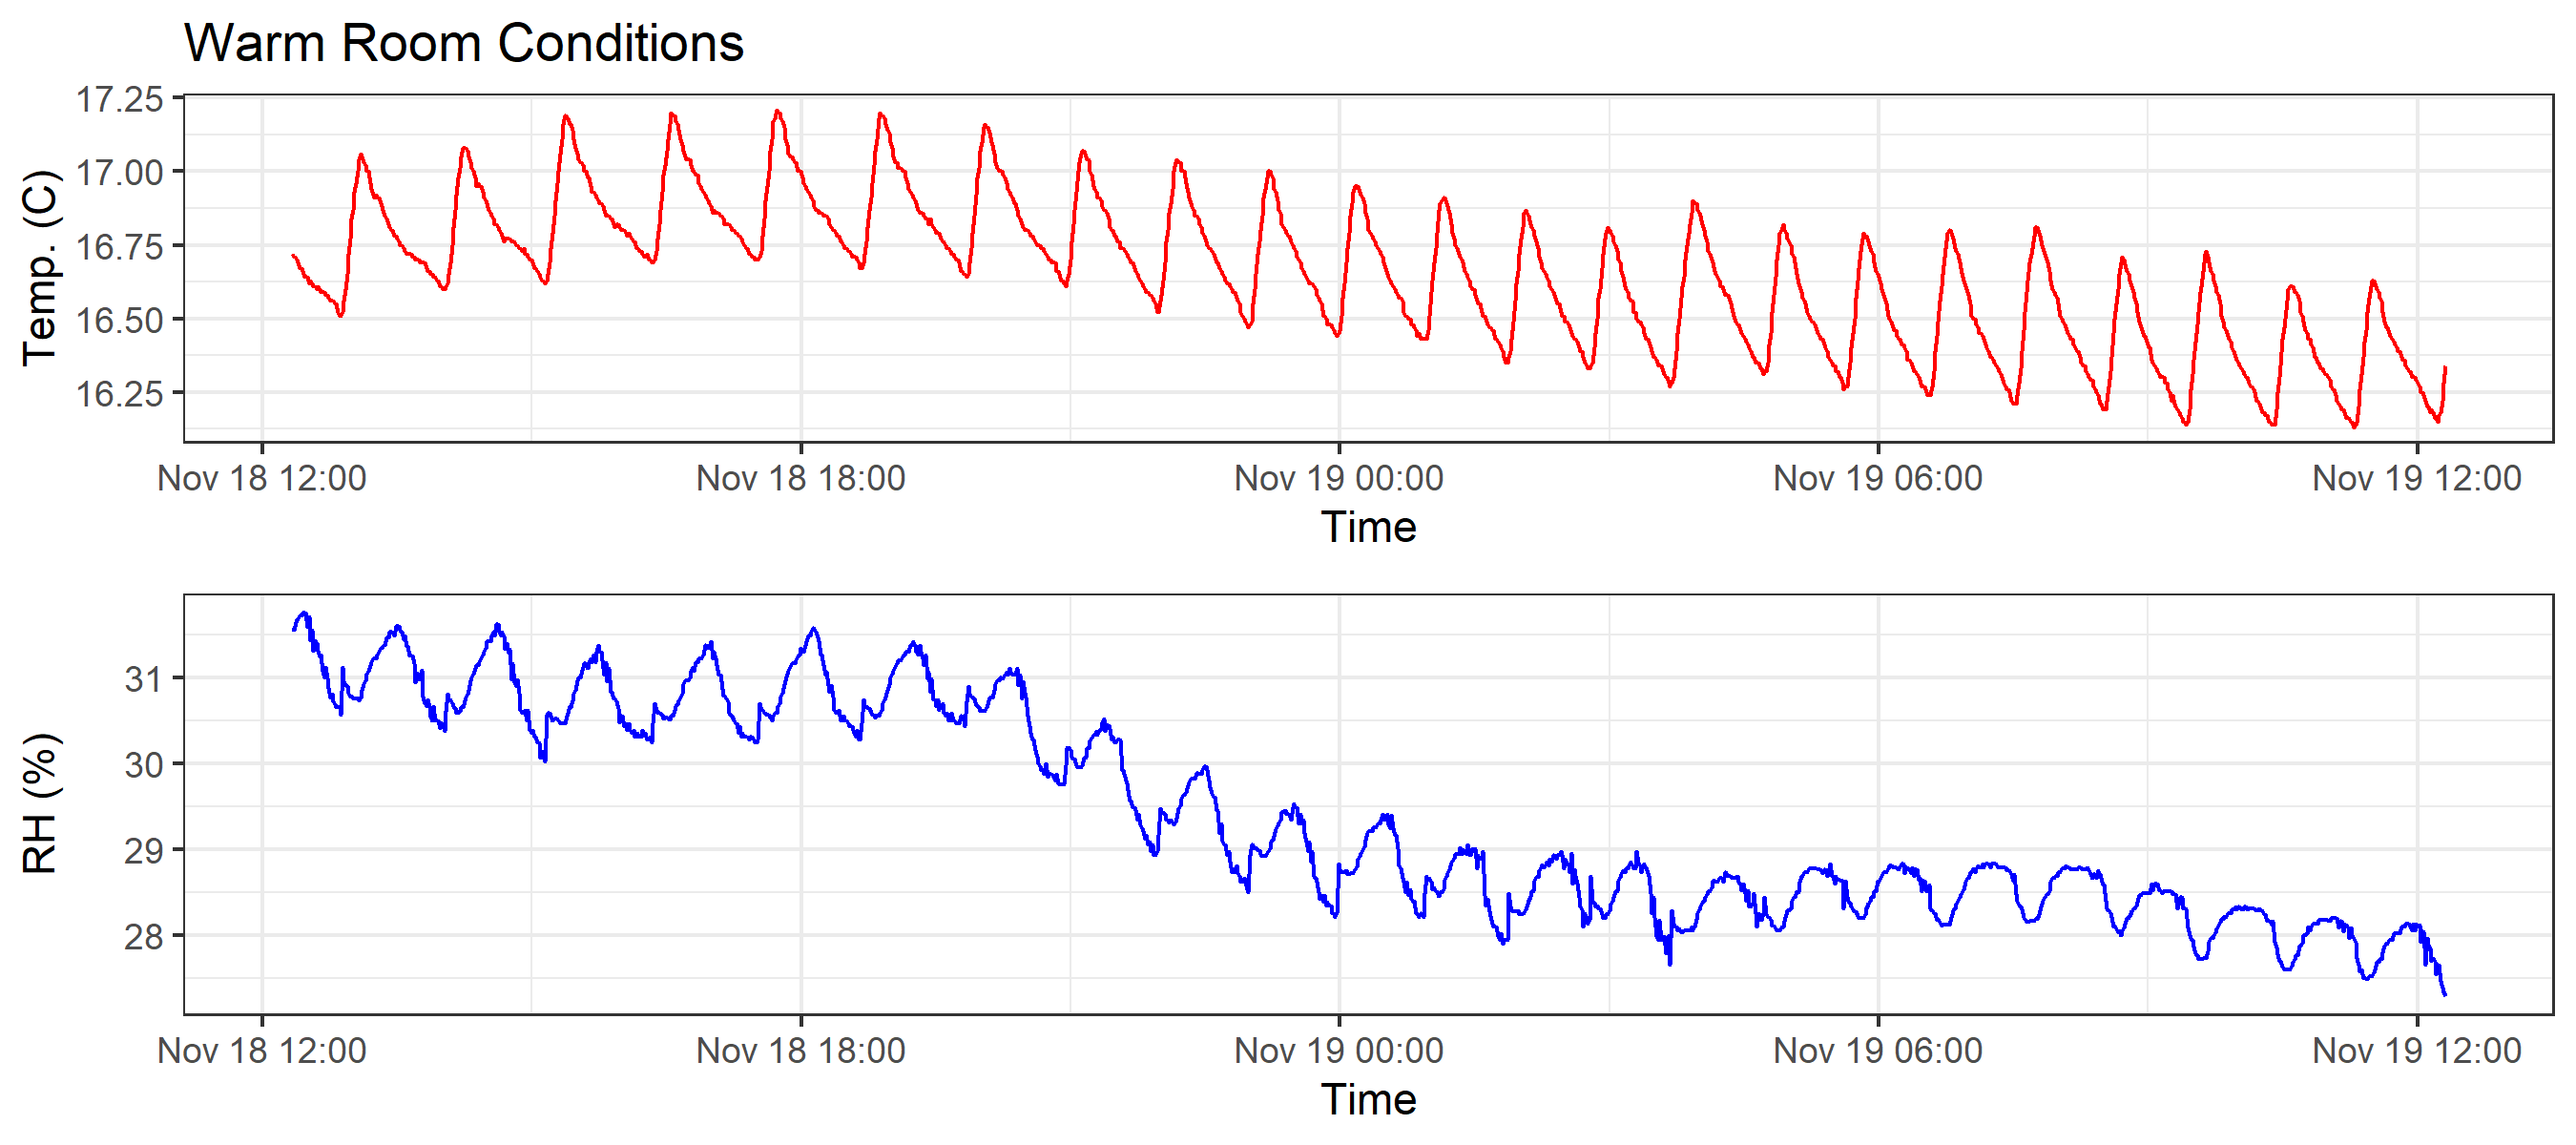 Warm Room Conditions
Temp. (C)
17.25
17.00
16.75
16.50
16.25
Nov 18 12:00 Nov 18 18:00 Nov 19 00:00 Nov 19 06:00 Nov 19 12:00
Time
RH (%)
31
30
29
28
Nov 18 12:00 Nov 18 18:00 Nov 19 00:00 Nov 19 06:00 Nov 19 12:00
Time